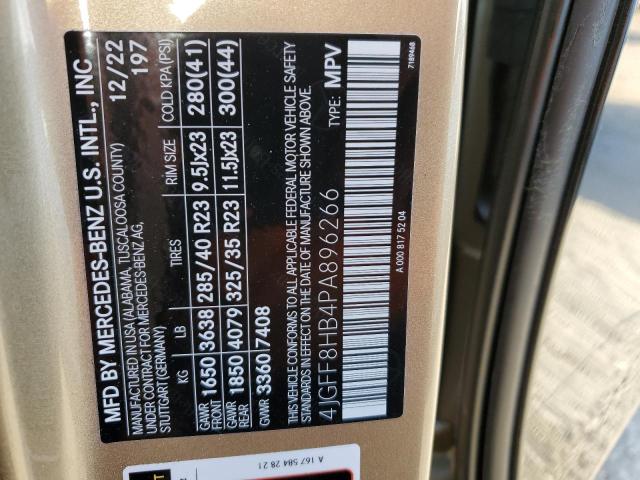 MFD BY MERCEDES-BENZ U.S. INTL., INC
MANUFACTURED IN USA (ALABAMA, TUSCALOOSA COUNTY)
UNDER CONTRACT FOR MERCEDES-BENZ AG,
STUTTGART (GERMANY)
12/22
197
KG LB TIRES RIM SIZE COLD KPA(PSI)
GAWR FRONT 1650 3638 285/40 R23 9.5Jx23 280(41)
GAWR REAR 1850 4079 325/35 R23 11.5Jx23 300(44)
GVWR 3360 7408
THIS VEHICLE CONFORMS TO ALL APPLICABLE FEDERAL MOTOR VEHICLE SAFETY
STANDARDS IN EFFECT ON THE DATE OF MANUFACTURE SHOWN ABOVE.
4JGFF8HB4PA896266 TYPE: MPV
A 000 817 52 04
7189468
A 167 584 28 21